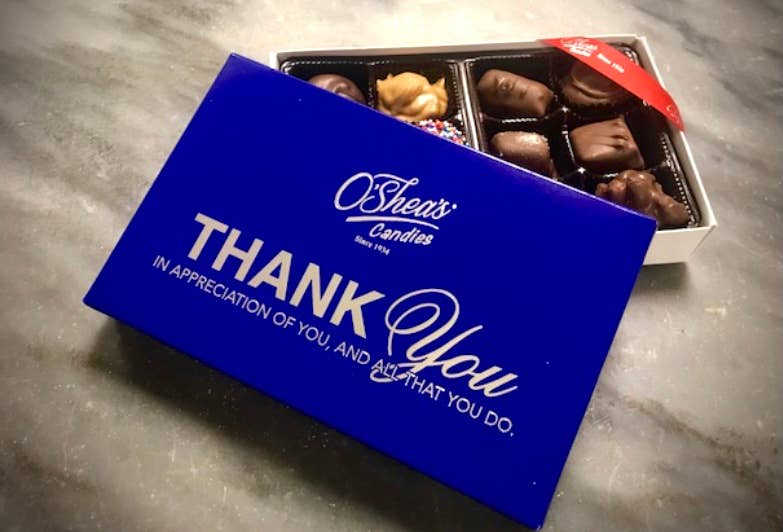 O'Shea's
Candies
Since 1934
THANK You
IN APPRECIATION OF YOU, AND ALL THAT YOU DO.